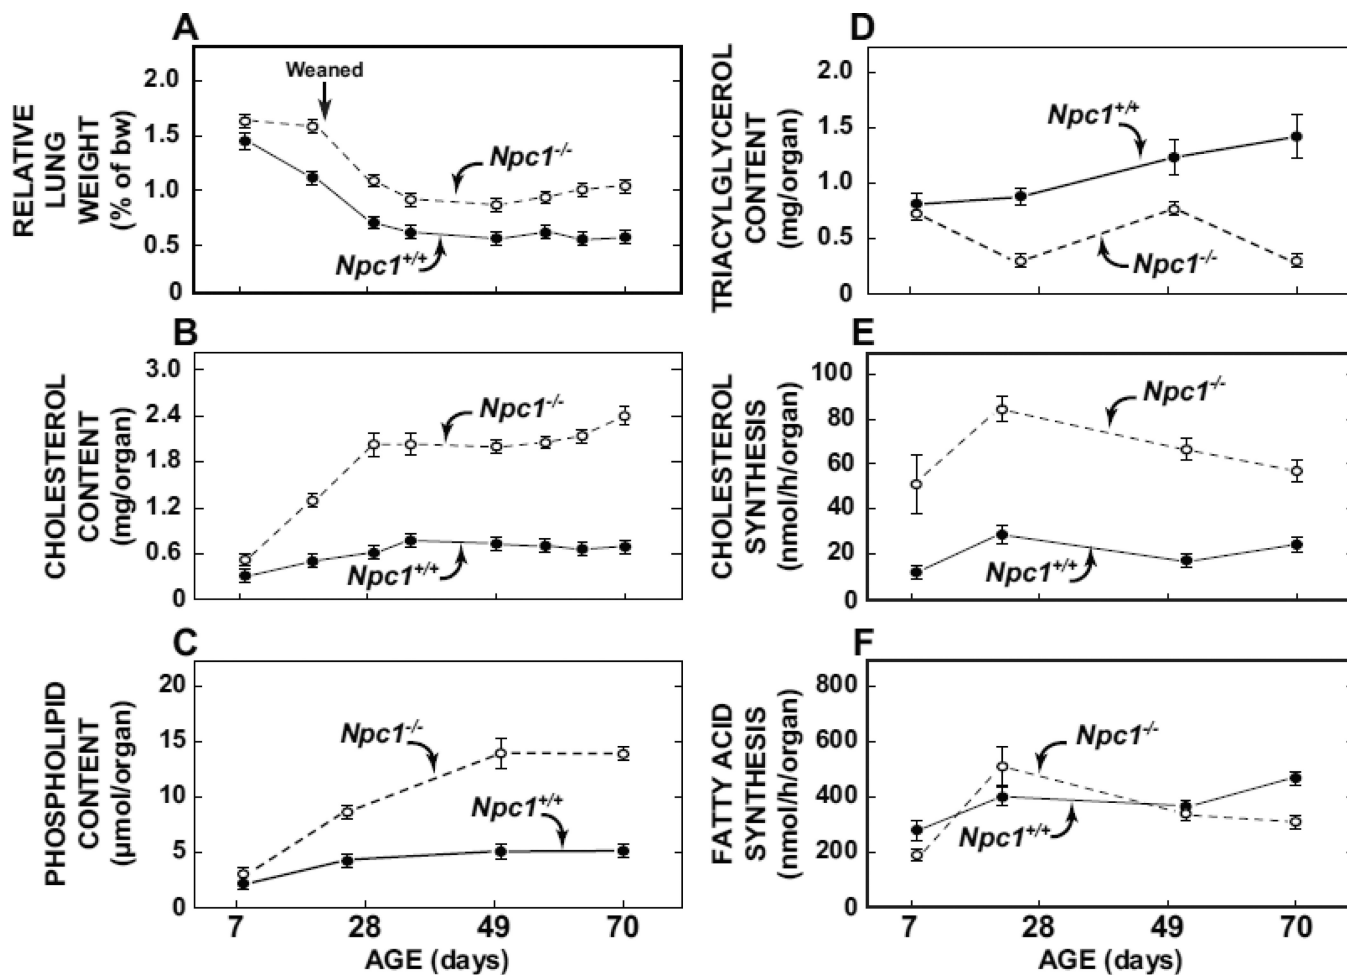 A
RELATIVE
LUNG
WEIGHT
(% of bw)
2.0
1.5
1.0
0.5
0
Weaned
Npc1-/-
Npc1+/+
B
CHOLESTEROL
CONTENT
(mg/organ)
3.0
2.4
1.8
1.2
0.6
0
Npc1-/-
Npc1+/+
C
PHOSPHOLIPID
CONTENT
(µmol/organ)
20
15
10
5
0
Npc1-/-
Npc1+/+
7 28 49 70
AGE (days)
D
TRIACYLGLYCEROL
CONTENT
(mg/organ)
2.0
1.5
1.0
0.5
0
Npc1+/+
Npc1-/-
E
CHOLESTEROL
SYNTHESIS
(nmol/h/organ)
100
80
60
40
20
0
Npc1-/-
Npc1+/+
F
FATTY ACID
SYNTHESIS
(nmol/h/organ)
800
600
400
200
0
Npc1-/-
Npc1+/+
7 28 49 70
AGE (days)